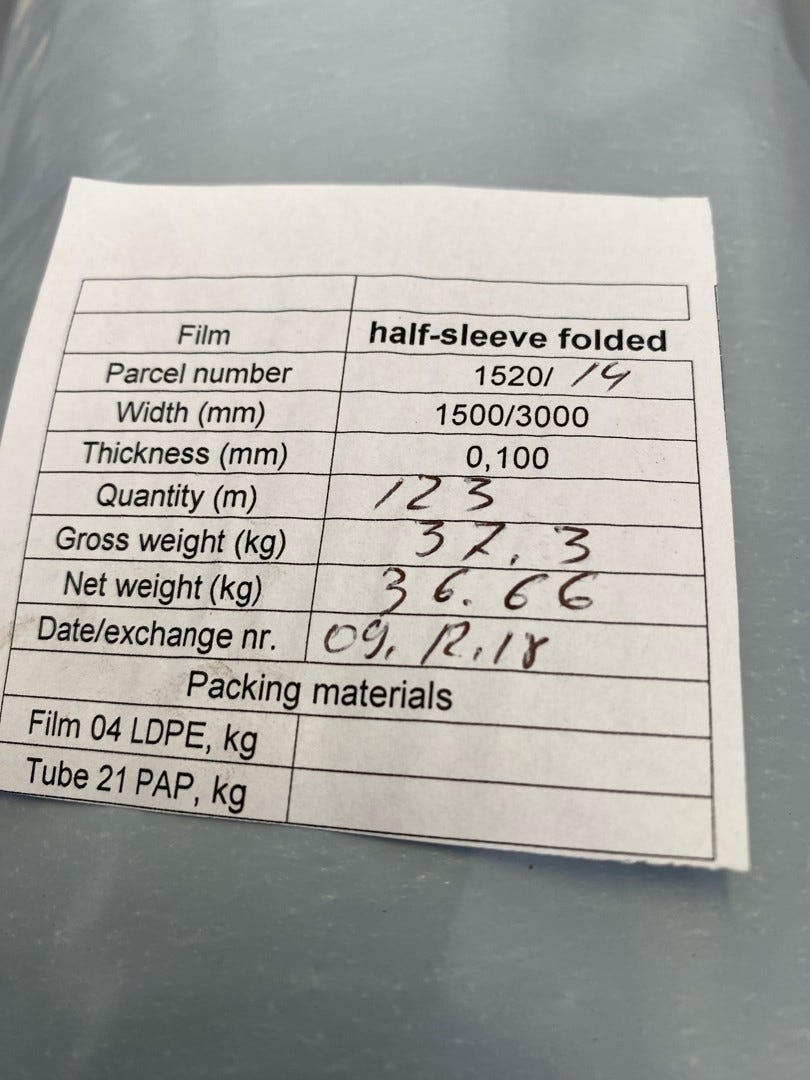 Film half-sleeve folded
Parcel number 1520/ 14
Width (mm) 1500/3000
Thickness (mm) 0,100
Quantity (m) 123
Gross weight (kg) 37.3
Net weight (kg) 36.66
Date/exchange nr. 09.12.18
Packing materials
Film 04 LDPE, kg
Tube 21 PAP, kg